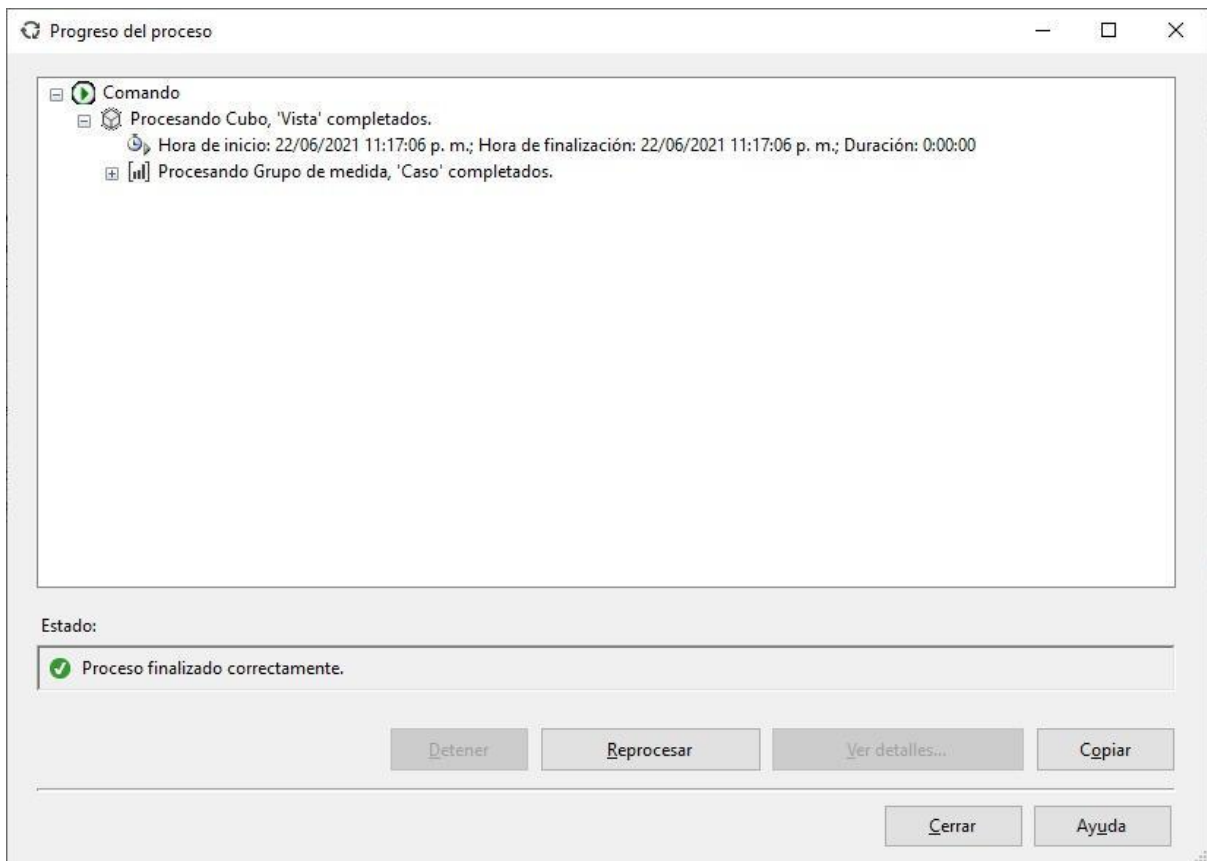 Progreso del proceso
Comando
Procesando Cubo, 'Vista' completados.
Hora de inicio: 22/06/2021 11:17:06 p. m.; Hora de finalización: 22/06/2021 11:17:06 p. m.; Duración: 0:00:00
Procesando Grupo de medida, 'Caso' completados.
Estado:
Proceso finalizado correctamente.
Detener Reprocesar Ver detalles... Copiar
Cerrar Ayuda